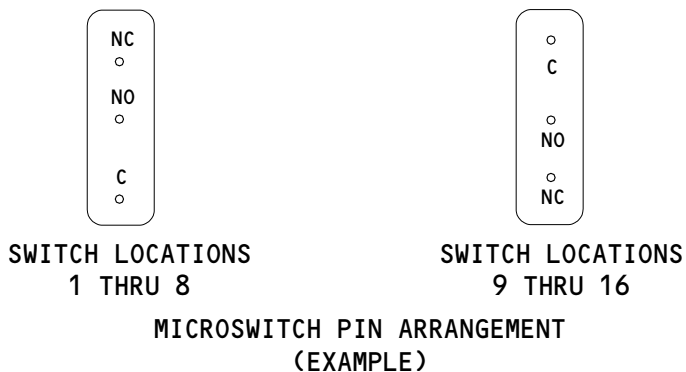 NC
NO
C
C
NO
NC
SWITCH LOCATIONS
1 THRU 8
SWITCH LOCATIONS
9 THRU 16
MICROSWITCH PIN ARRANGEMENT
(EXAMPLE)